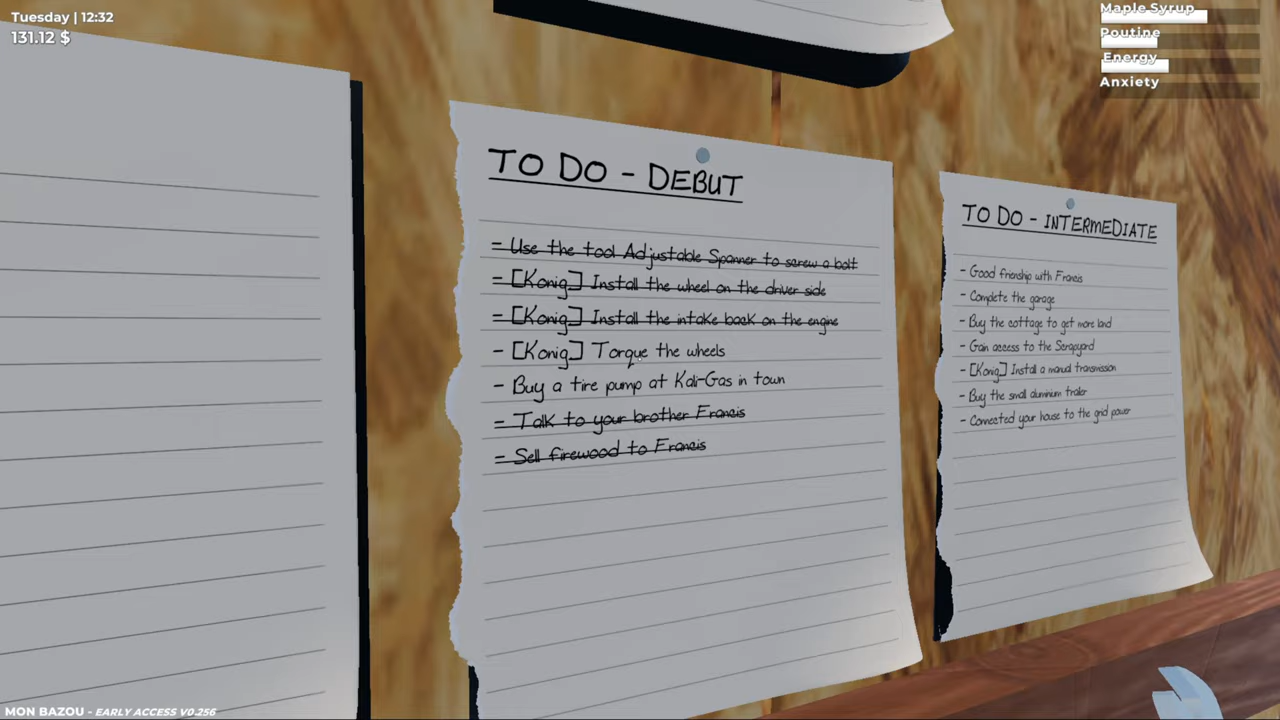 Tuesday | 12:32
131.12 $
Maple Syrup
Poutine
Energy
Anxiety
TO DO - DEBUT
- Use the tool Adjustable Spanner to screw a bolt
- [Konig] Install the wheel on the driver side
- [Konig] Install the intake back on the engine
- [Konig] Torque the wheels
- Buy a tire pump at Kali-Gas in town
- Talk to your brother Francis
- Sell firewood to Francis
TO DO - INTERMEDIATE
- Good frienship with Francis
- Complete the garage
- Buy the cottage to get more land
- Gain access to the Scrapyard
- [Konig] Install a manual transmission
- Buy the small aluminium trailer
- Connected your house to the grid power
MON BAZOU - EARLY ACCESS V0.256